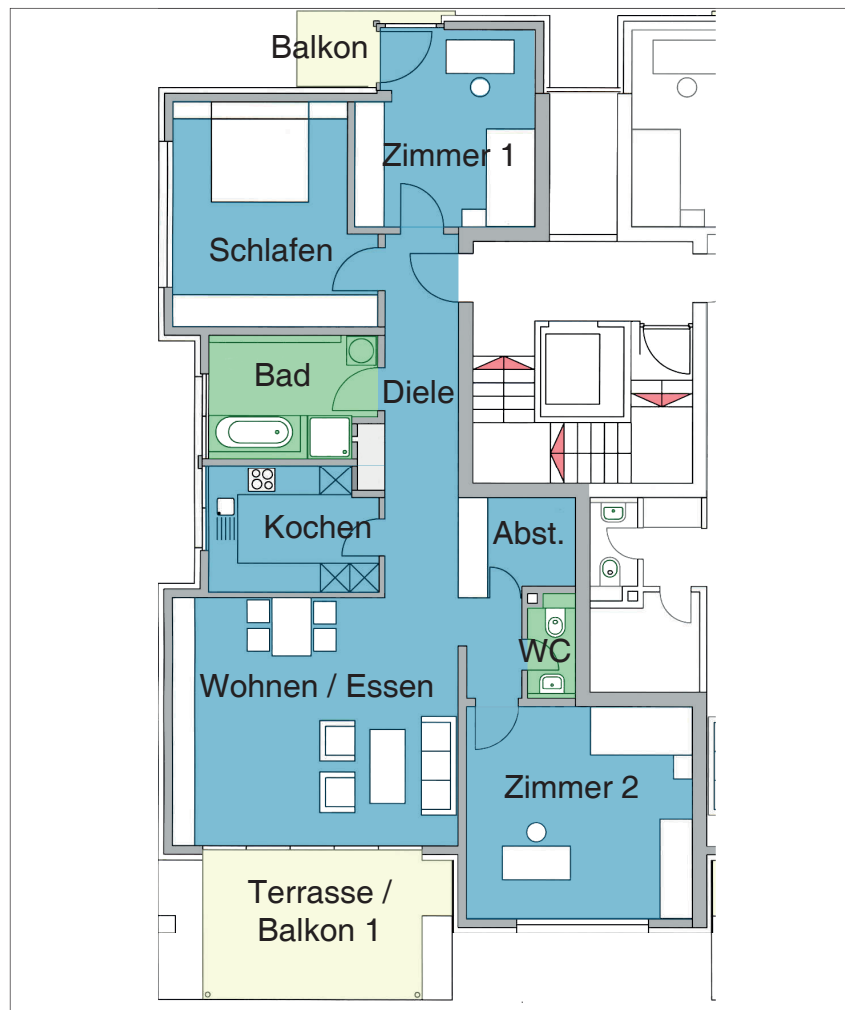 Balkon
Zimmer 1
Schlafen
Bad
Diele
Kochen
Abst.
WC
Wohnen / Essen
Zimmer 2
Terrasse /
Balkon 1